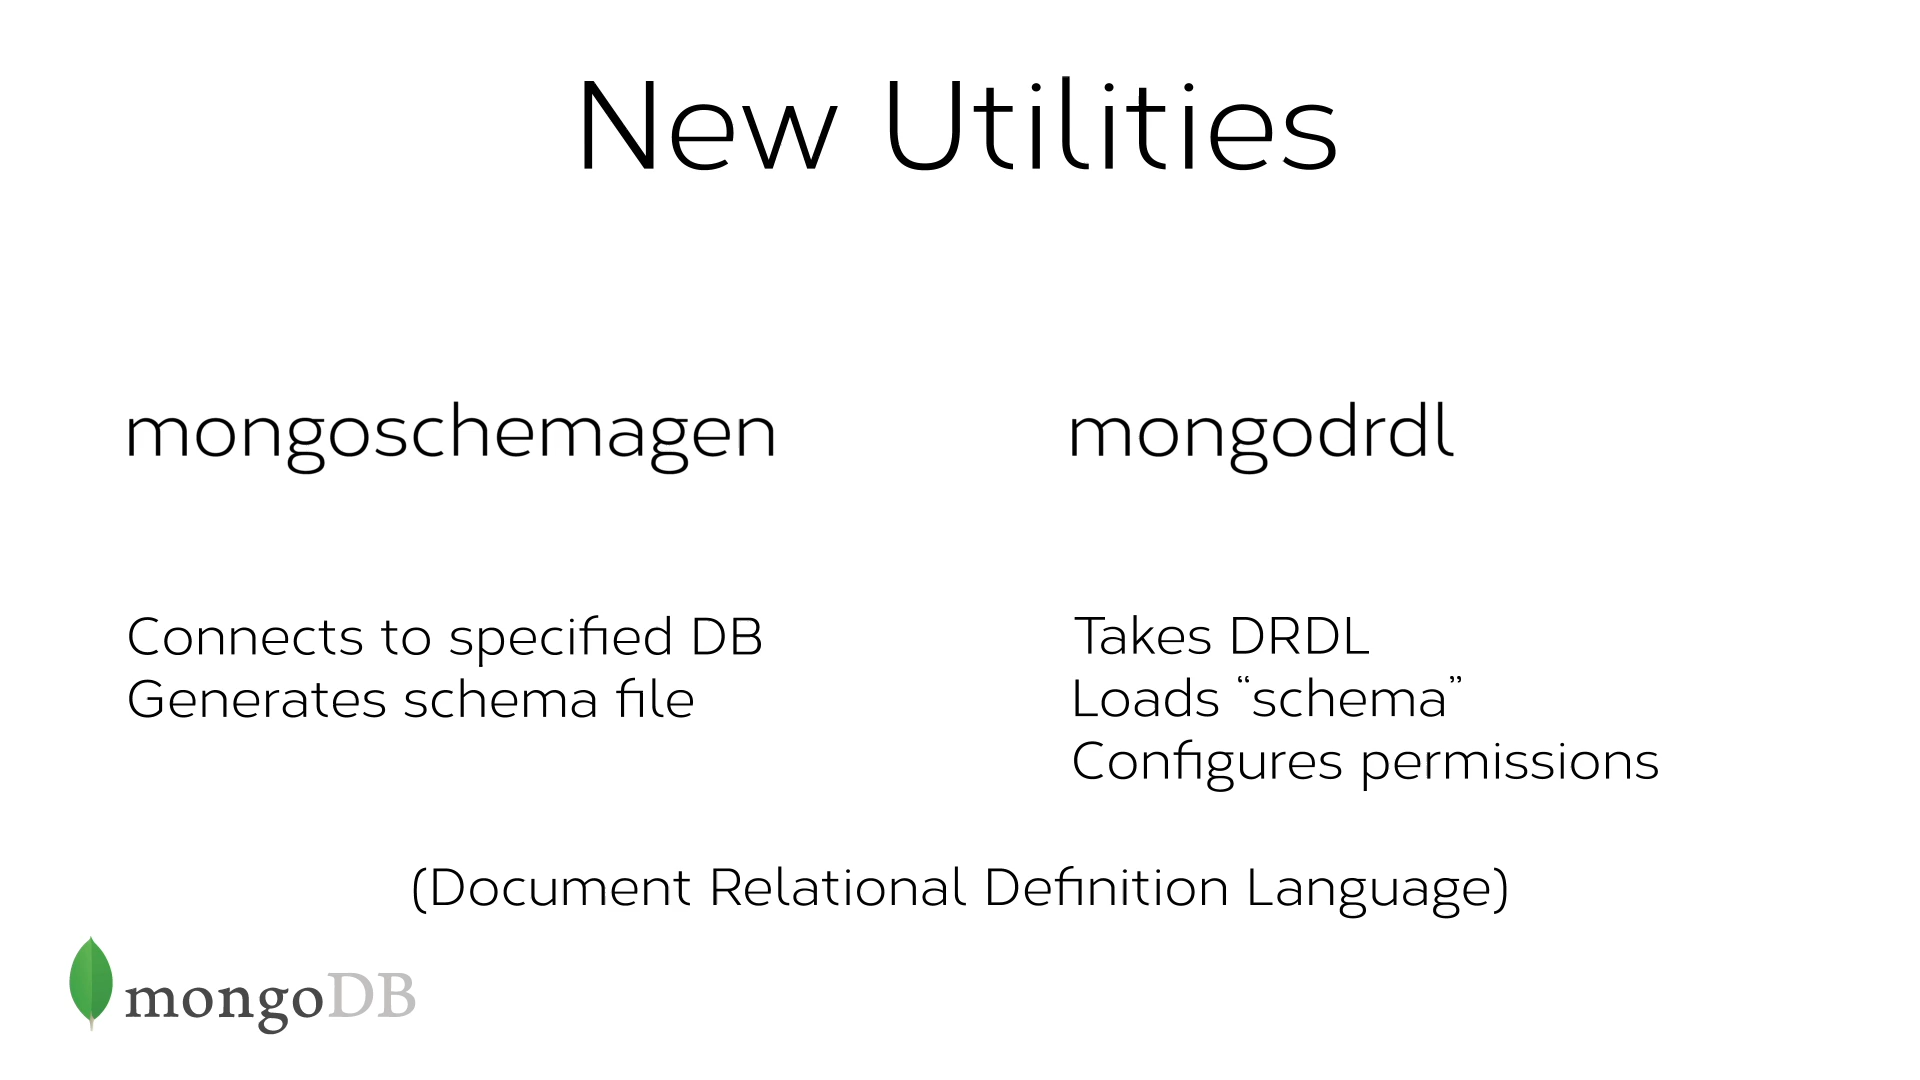 New Utilities
mongoschemagen
Connects to specified DB
Generates schema file
mongodrdl
Takes DRDL
Loads “schema”
Configures permissions
(Document Relational Definition Language)
mongoDB